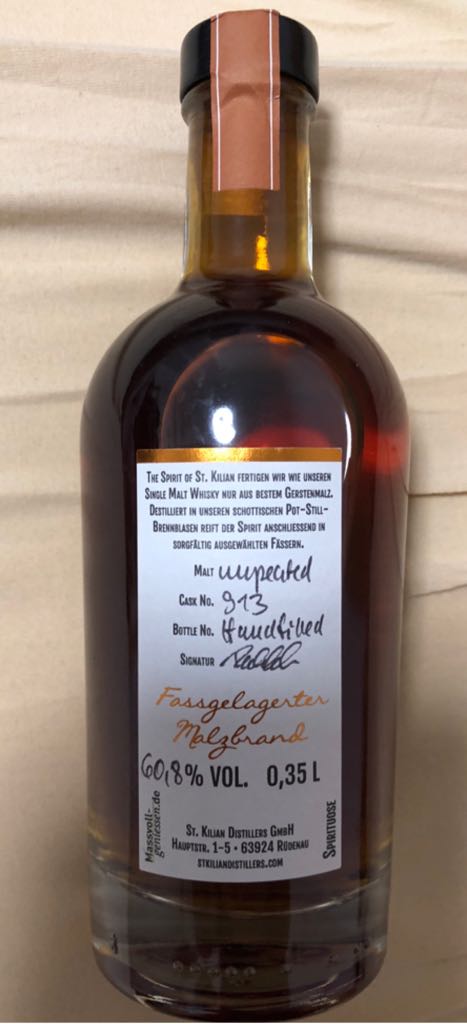 The Spirit of St. Kilian fertigen wir wie unseren
Single Malt Whisky nur aus bestem Gerstenmalz.
Destilliert in unseren schottischen Pot-Still-
Brennblasen reift der Spirit anschliessend in
sorgfältig ausgewählten Fässern.
Malt unpeated
Cask No. 913
Bottle No. Handfilled
Signatur
Fassgelagerter
Malzbrand
60,8% VOL. 0,35 L
Massvoll-
geniessen.de
St. Kilian Distillers GmbH
Hauptstr. 1-5 • 63924 Rüdenau
stkiliandistillers.com
Spirituose